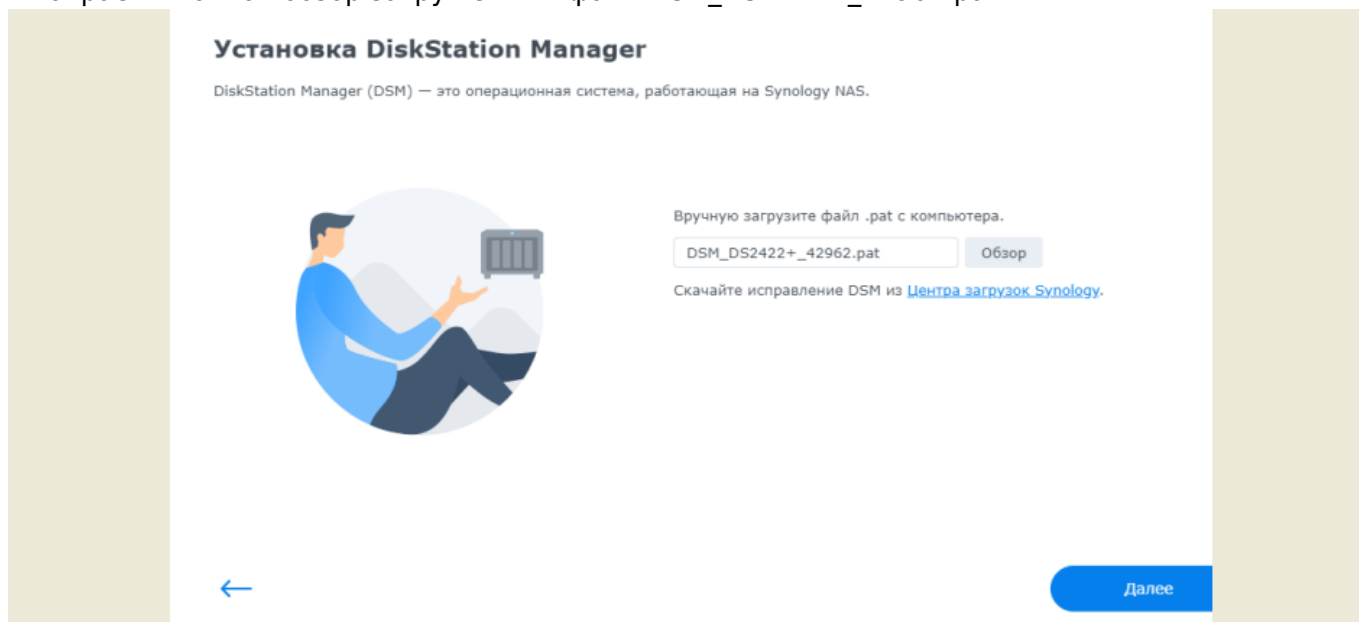 Установка DiskStation Manager
DiskStation Manager (DSM) — это операционная система, работающая на Synology NAS.
Вручную загрузите файл .pat с компьютера.
DSM_DS2422+_42962.pat
Обзор
Скачайте исправление DSM из Центра загрузок Synology.
Далее